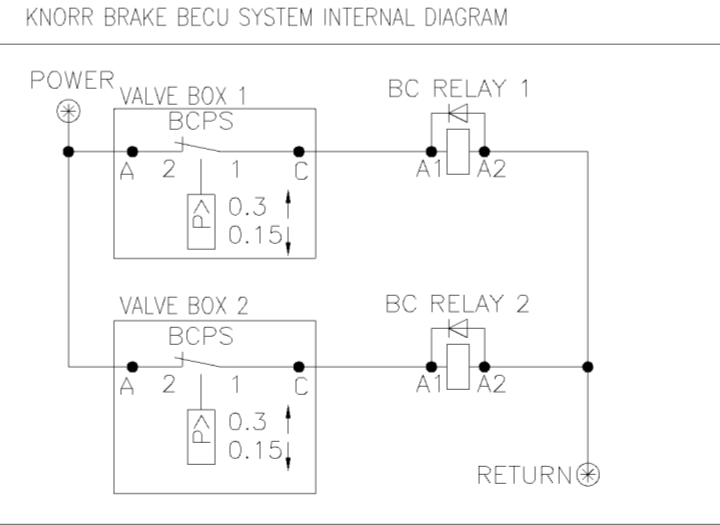 KNORR BRAKE BECU SYSTEM INTERNAL DIAGRAM
POWER
VALVE BOX 1
BC RELAY 1
BCPS
A 2 1 C
A1 A2
P> 0.3
0.15
VALVE BOX 2
BC RELAY 2
BCPS
A 2 1 C
A1 A2
P> 0.3
0.15
RETURN